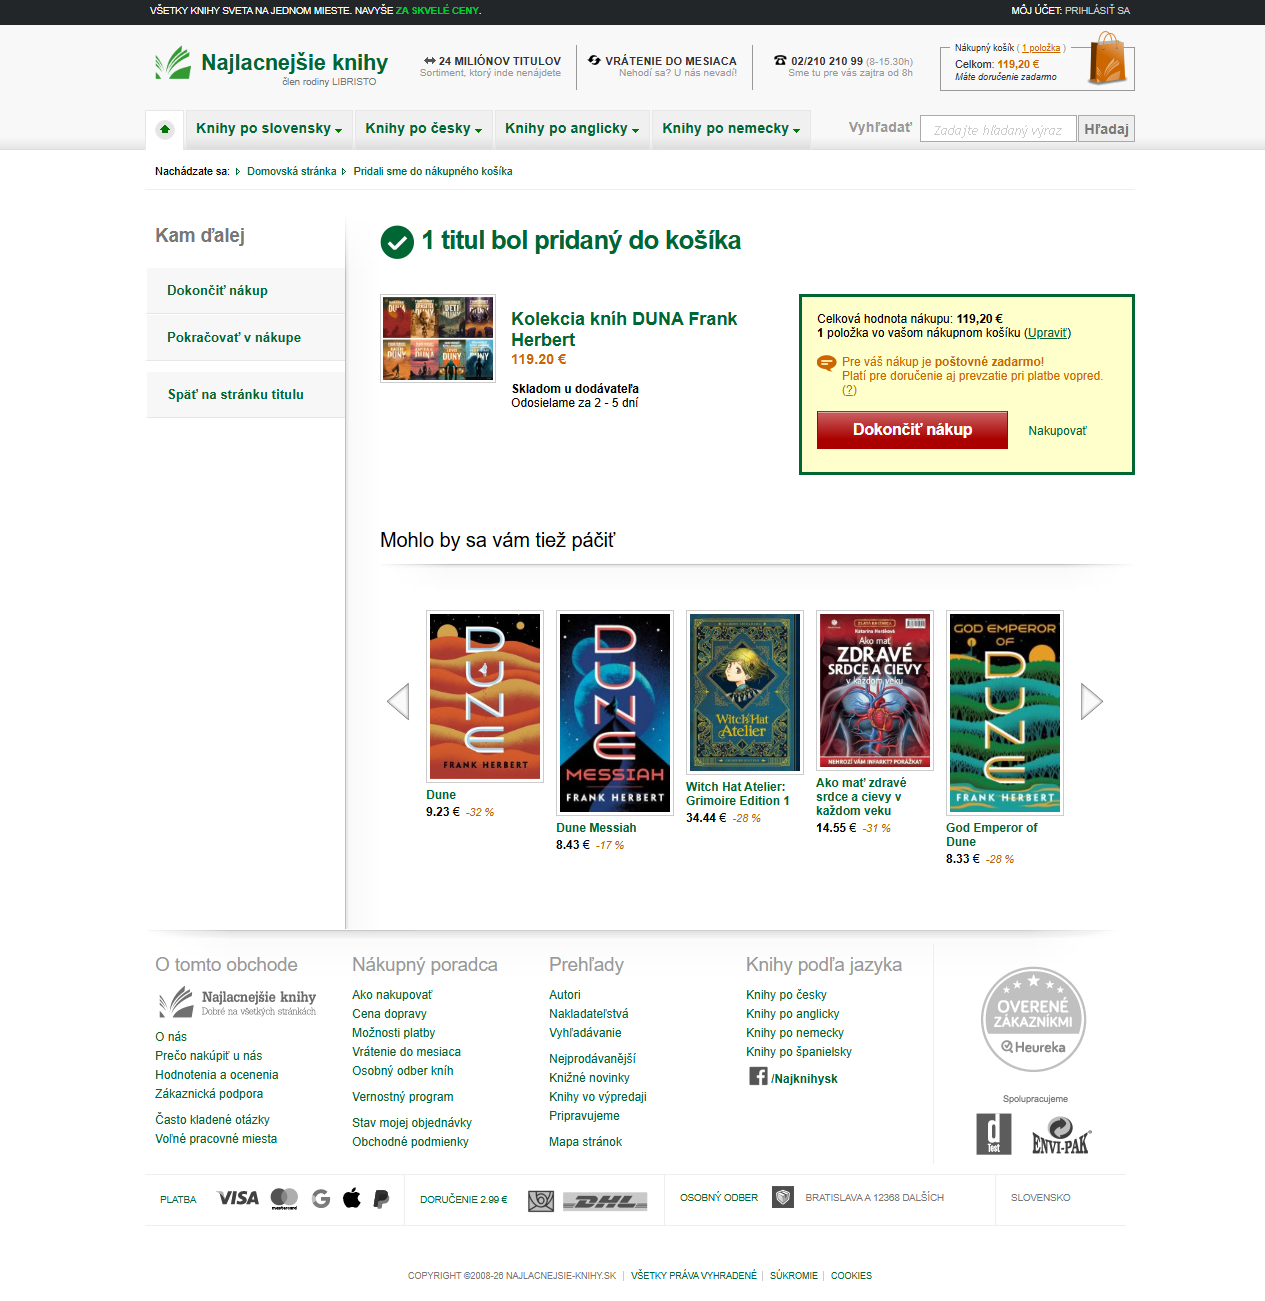 VŠETKY KNIHY SVETA NA JEDNOM MIESTE. NAVYŠE ZA SKVELÉ CENY.
MÔJ ÚČET: PRIHLÁSIŤ SA
Najlacnejšie knihy
člen rodiny LIBRISTO
24 MILIÓNOV TITULOV
Sortiment, ktorý inde nenájdete
VRÁTENIE DO MESIACA
Nehodí sa? U nás nevadí!
02/210 210 99 (8-15.30h)
Sme tu pre vás zajtra od 8h
Nákupný košík ( 1 položka )
Celkom: 119,20 €
Máte doručenie zadarmo
Knihy po slovensky
Knihy po česky
Knihy po anglicky
Knihy po nemecky
Vyhľadať
Zadajte hľadaný výraz
Hľadaj
Nachádzate sa: Domovská stránka Pridali sme do nákupného košíka
Kam ďalej
Dokončiť nákup
Pokračovať v nákupe
Späť na stránku titulu
1 titul bol pridaný do košíka
Kolekcia kníh DUNA Frank
Herbert
119.20 €
Skladom u dodávateľa
Odosielame za 2 - 5 dní
Celková hodnota nákupu: 119,20 €
1 položka vo vašom nákupnom košíku (Upraviť)
Pre váš nákup je poštovné zadarmo!
Platí pre doručenie aj prevzatie pri platbe vopred.
(?)
Dokončiť nákup
Nakupovať
Mohlo by sa vám tiež páčiť
DUNE
FRANK HERBERT
Dune
9.23 € -32 %
DUNE
MESSIAH
FRANK HERBERT
Dune Messiah
8.43 € -17 %
Witch Hat
Atelier
Witch Hat Atelier:
Grimoire Edition 1
34.44 € -28 %
Ako mať
ZDRAVÉ
SRDCE A CIEVY
v každom veku
NEHROZÍ VÁM INFARKT? PORÁŽKA?
Ako mať zdravé
srdce a cievy v
každom veku
14.55 € -31 %
GOD EMPEROR
OF
DUNE
FRANK HERBERT
God Emperor of
Dune
8.33 € -28 %
O tomto obchode
Najlacnejšie knihy
Dobré na všetkých stránkách
O nás
Prečo nakúpiť u nás
Hodnotenia a ocenenia
Zákaznická podpora
Často kladené otázky
Voľné pracovné miesta
Nákupný poradca
Ako nakupovať
Cena dopravy
Možnosti platby
Vrátenie do mesiaca
Osobný odber kníh
Vernostný program
Stav mojej objednávky
Obchodné podmienky
Prehľady
Autori
Nakladateľstvá
Vyhľadávanie
Nejprodávanější
Knižné novinky
Knihy vo výpredaji
Pripravujeme
Mapa stránok
Knihy podľa jazyka
Knihy po česky
Knihy po anglicky
Knihy po nemecky
Knihy po španielsky
/Najknihysk
OVERENÉ
ZÁKAZNÍKMI
Heureka
Spolupracujeme
d
Test
ENVI-PAK
PLATBA
VISA
mastercard
G
DORUČENIE 2.99 €
DHL
OSOBNÝ ODBER
BRATISLAVA A 12368 DALŠÍCH
SLOVENSKO
COPYRIGHT ©2008-26 NAJLACNEJSIE-KNIHY.SK | VŠETKY PRÁVA VYHRADENÉ | SÚKROMIE | COOKIES